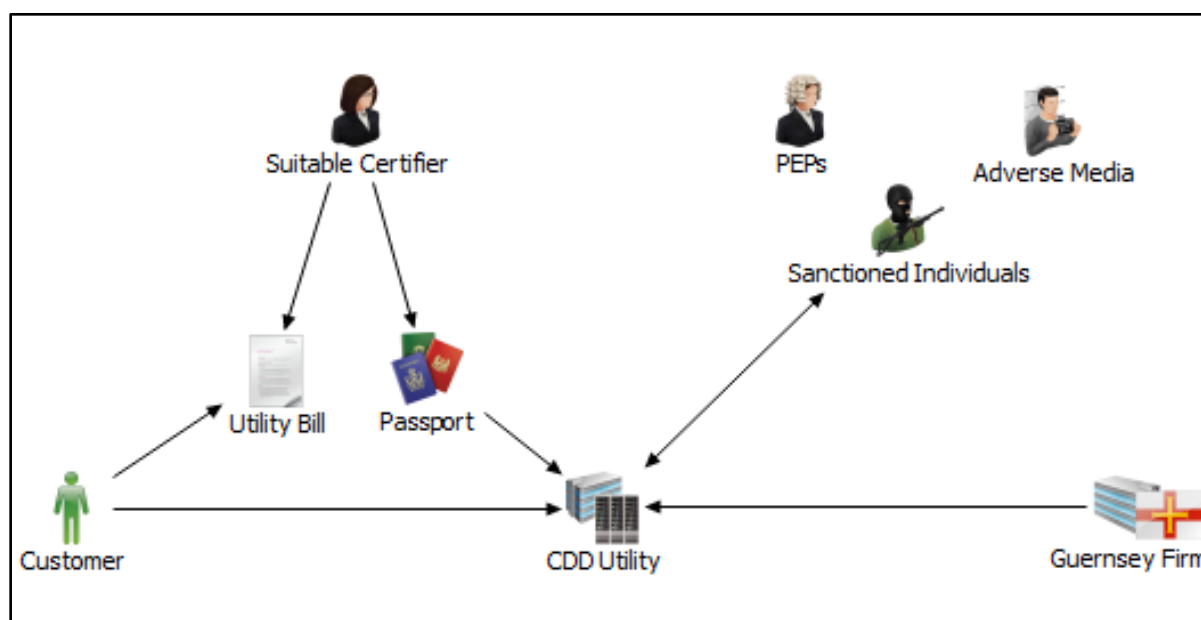 Suitable Certifier
PEPs
Adverse Media
Sanctioned Individuals
Utility Bill
Passport
Customer
CDD Utility
Guernsey Firm